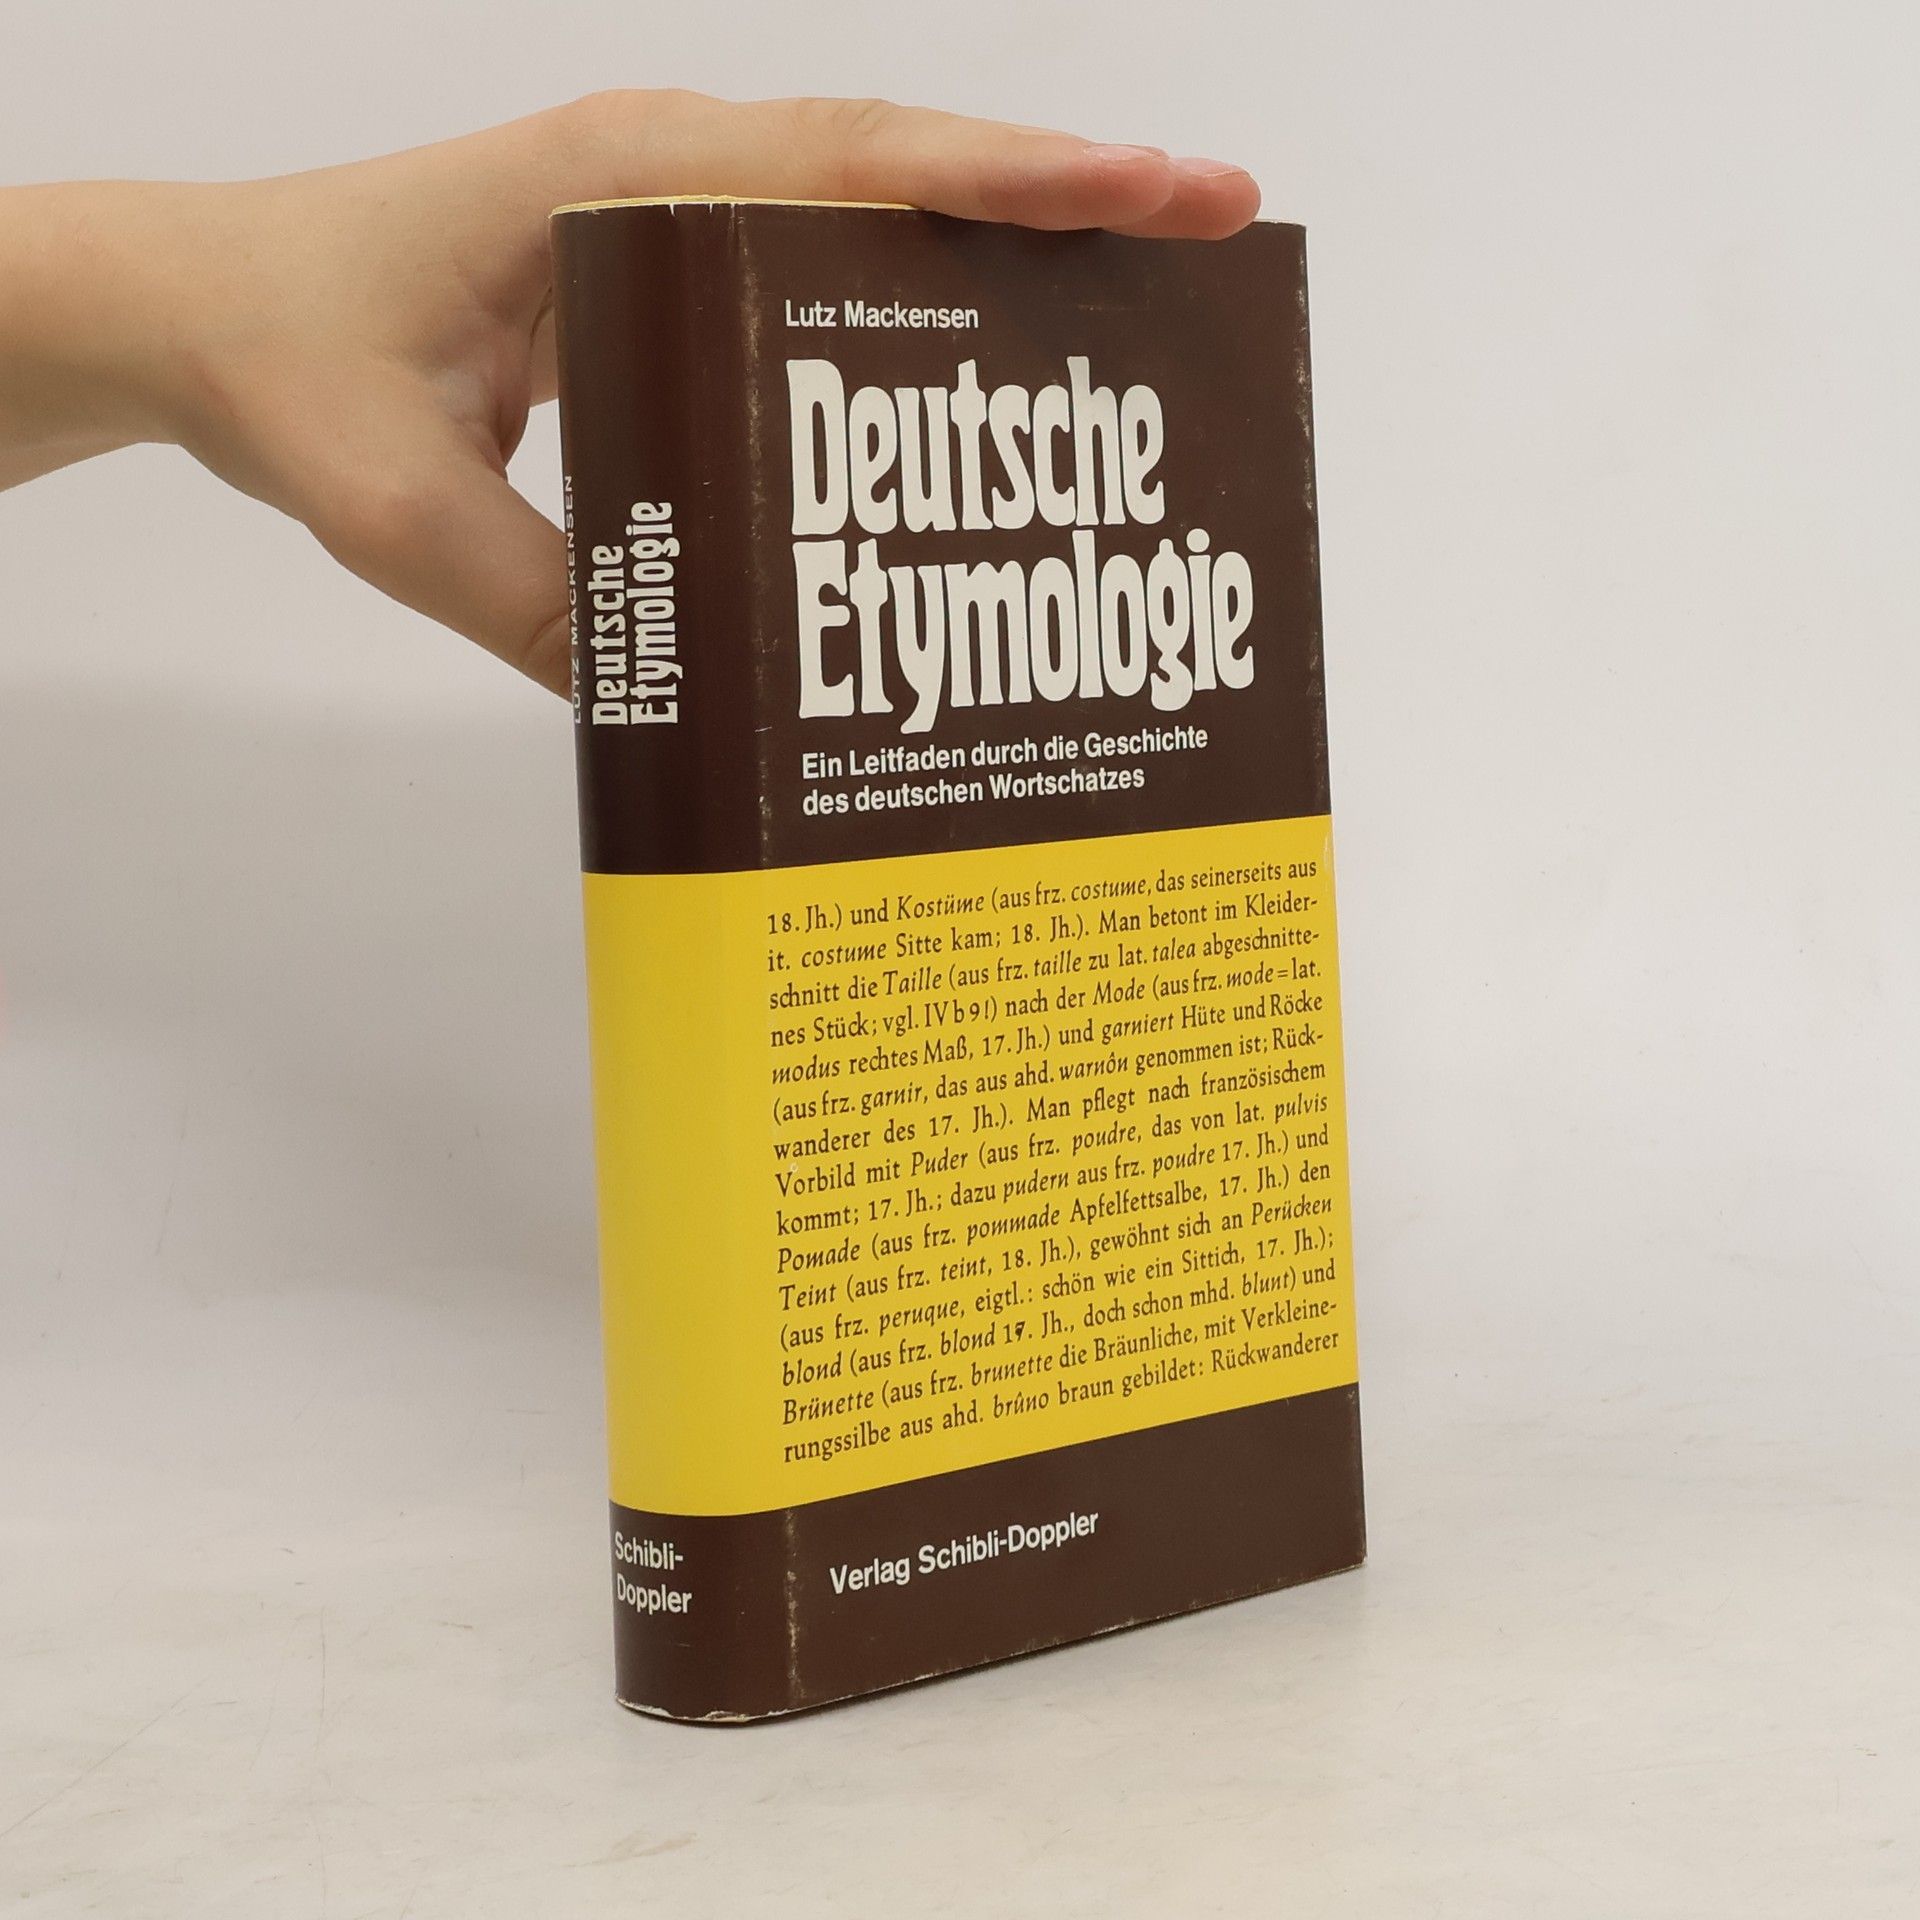 LUTZ MACKENSEN
Deutsche
Etymologie
Schibli-
Doppler
Lutz Mackensen
Deutsche
Etymologie
Ein Leitfaden durch die Geschichte
des deutschen Wortschatzes
18. Jh.) und Kostüme (aus frz. costume, das seinerseits aus
it. costume Sitte kam; 18. Jh.). Man betont im Kleider-
schnitt die Taille (aus frz. taille zu lat. talea abgeschnitte-
nes Stück; vgl. IV b 9!) nach der Mode (aus frz. mode = lat.
modus rechtes Maß, 17. Jh.) und garniert Hüte und Röcke
(aus frz. garnir, das aus ahd. warnôn genommen ist; Rück-
wanderer des 17. Jh.). Man pflegt nach französischem
Vorbild mit Puder (aus frz. poudre, das von lat. pulvis
kommt; 17. Jh.; dazu pudern aus frz. poudre 17. Jh.) und
Pomade (aus frz. pommade Apfelfettsalbe, 17. Jh.) den
Teint (aus frz. teint, 18. Jh.), gewöhnt sich an Perücken
(aus frz. peruque, eigtl.: schön wie ein Sittich, 17. Jh.);
blond (aus frz. blond 17. Jh., doch schon mhd. blunt) und
Brünette (aus frz. brunette die Bräunliche, mit Verkleine-
rungssilbe aus ahd. brûno braun gebildet: Rückwanderer
Verlag Schibli-Doppler